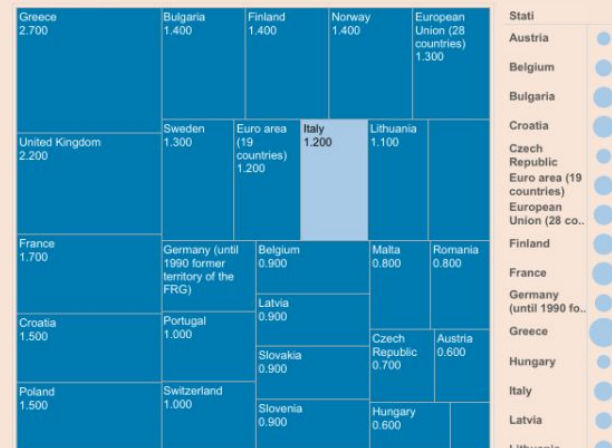 Greece
2.700
Bulgaria
1.400
Finland
1.400
Norway
1.400
European
Union (28
countries)
1.300
United Kingdom
2.200
Sweden
1.300
Euro area
(19
countries)
1.200
Italy
1.200
Lithuania
1.100
France
1.700
Germany (until
1990 former
territory of the
FRG)
Belgium
0.900
Malta
0.800
Romania
0.800
Latvia
0.900
Croatia
1.500
Portugal
1.000
Slovakia
0.900
Czech
Republic
0.700
Austria
0.600
Poland
1.500
Switzerland
1.000
Slovenia
0.900
Hungary
0.600
Stati
Austria
Belgium
Bulgaria
Croatia
Czech
Republic
Euro area (19
countries)
European
Union (28 co..
Finland
France
Germany
(until 1990 fo..
Greece
Hungary
Italy
Latvia
Lithuania